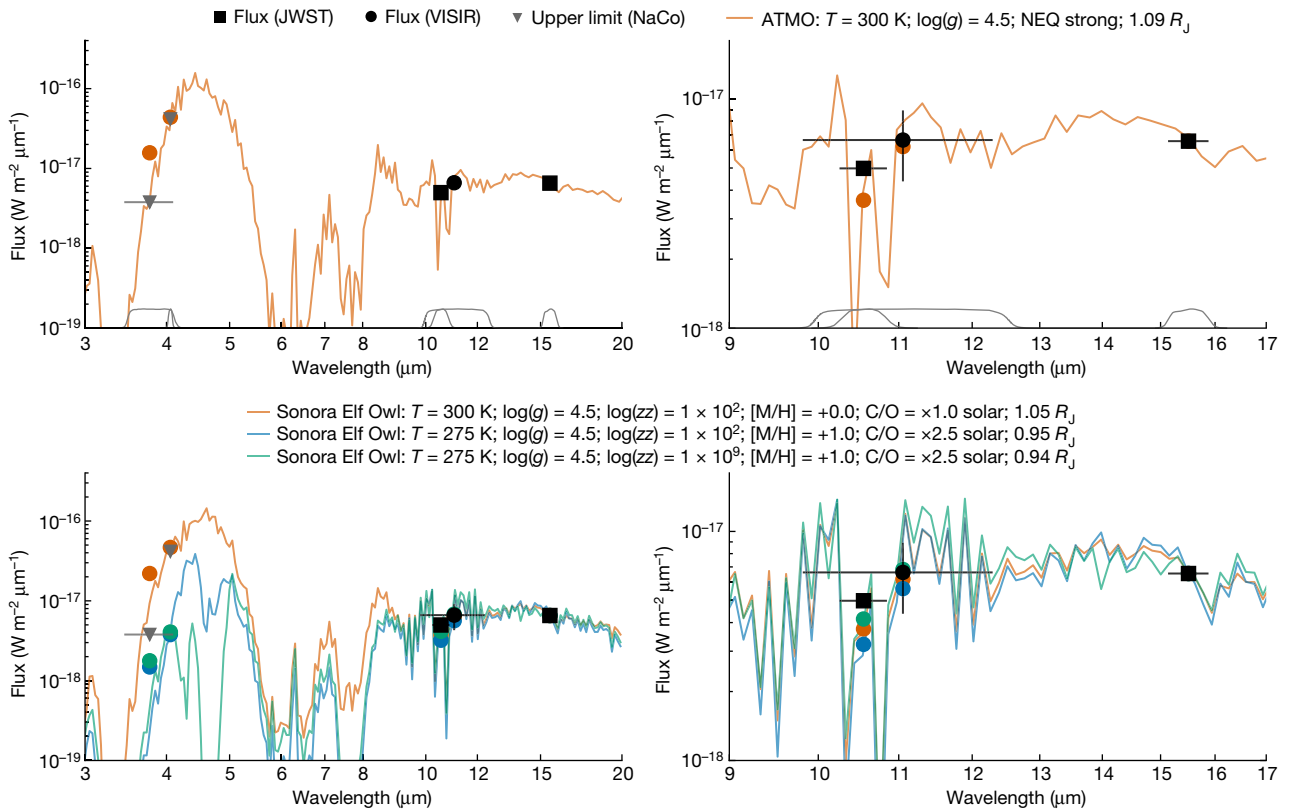 Flux (JWST) Flux (VISIR) Upper limit (NaCo) ATMO: T = 300 K; log(g) = 4.5; NEQ strong; 1.09 R_J
10⁻¹⁶
10⁻¹⁷
10⁻¹⁸
10⁻¹⁹
Flux (W m⁻² μm⁻¹)
3 4 5 6 7 8 10 12 15 20
Wavelength (μm)
10⁻¹⁷
10⁻¹⁸
Flux (W m⁻² μm⁻¹)
9 10 11 12 13 14 15 16 17
Wavelength (μm)
Sonora Elf Owl: T = 300 K; log(g) = 4.5; log(zz) = 1 × 10²; [M/H] = +0.0; C/O = ×1.0 solar; 1.05 R_J
Sonora Elf Owl: T = 275 K; log(g) = 4.5; log(zz) = 1 × 10²; [M/H] = +1.0; C/O = ×2.5 solar; 0.95 R_J
Sonora Elf Owl: T = 275 K; log(g) = 4.5; log(zz) = 1 × 10⁹; [M/H] = +1.0; C/O = ×2.5 solar; 0.94 R_J
10⁻¹⁶
10⁻¹⁷
10⁻¹⁸
10⁻¹⁹
Flux (W m⁻² μm⁻¹)
3 4 5 6 7 8 10 12 15 20
Wavelength (μm)
10⁻¹⁷
10⁻¹⁸
Flux (W m⁻² μm⁻¹)
9 10 11 12 13 14 15 16 17
Wavelength (μm)